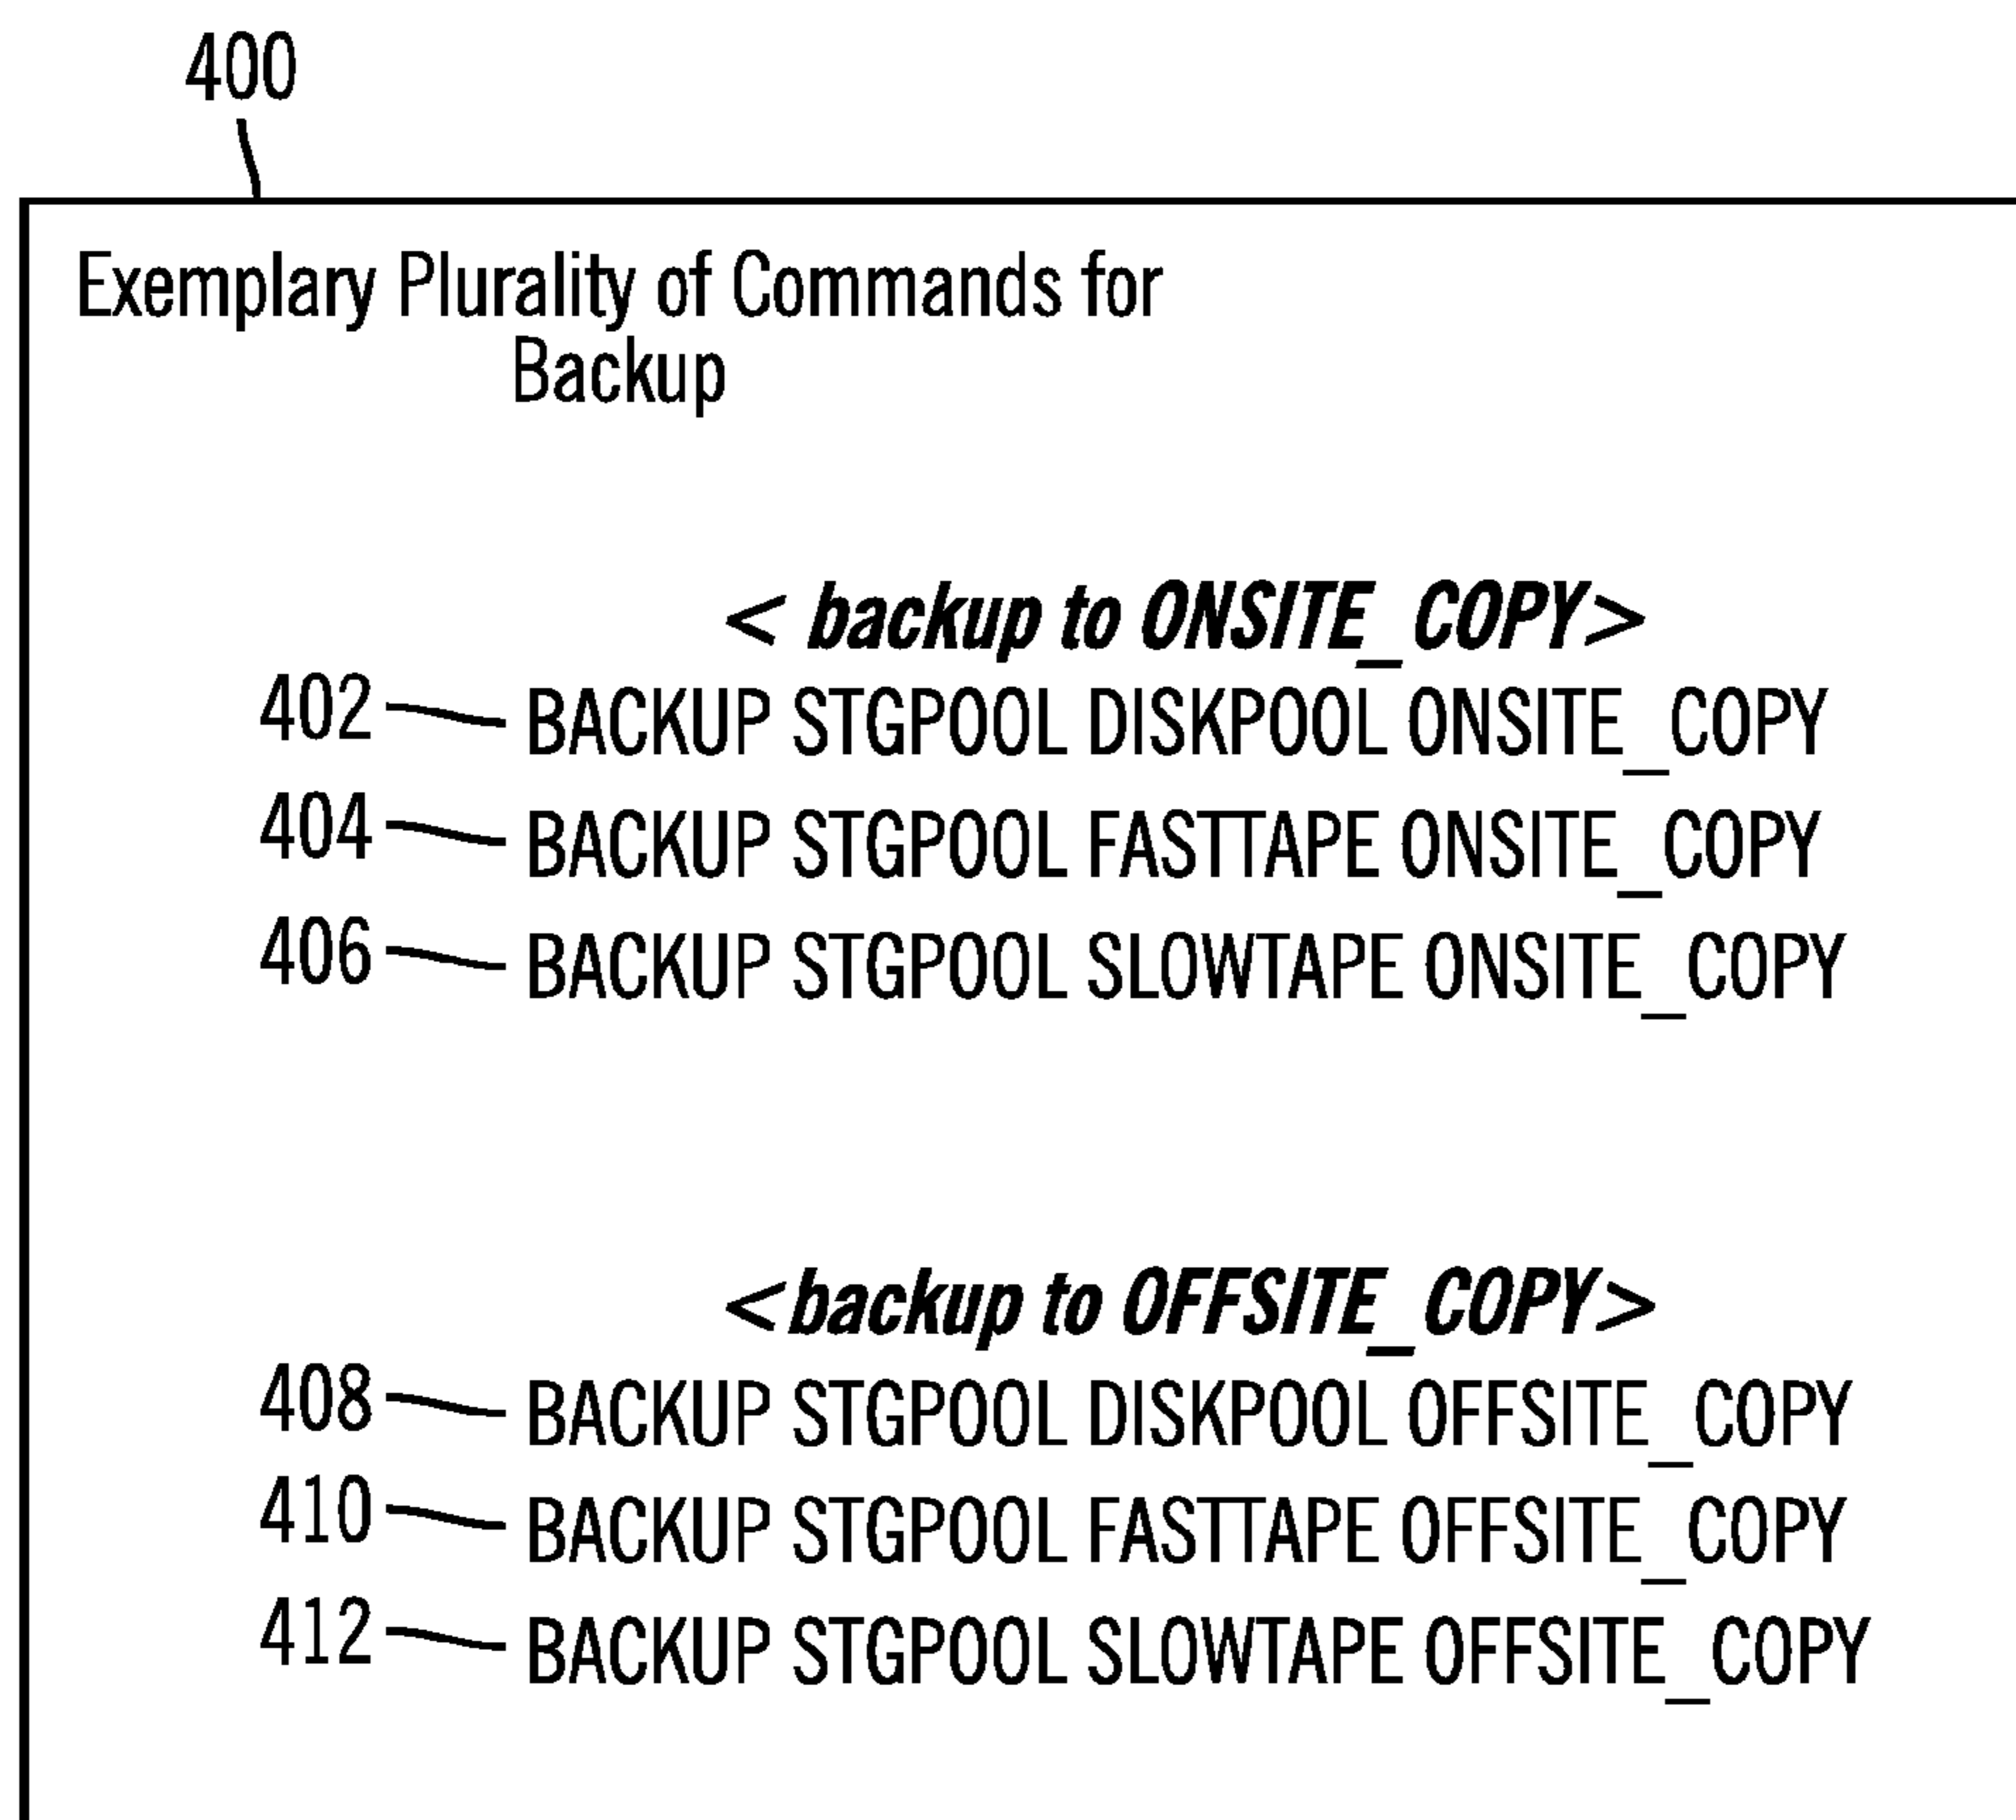 400
Exemplary Plurality of Commands for
Backup
< backup to ONSITE_COPY>
402 BACKUP STGPOOL DISKPOOL ONSITE_COPY
404 BACKUP STGPOOL FASTTAPE ONSITE_COPY
406 BACKUP STGPOOL SLOWTAPE ONSITE_COPY
<backup to OFFSITE_COPY>
408 BACKUP STGPOOL DISKPOOL OFFSITE_COPY
410 BACKUP STGPOOL FASTTAPE OFFSITE_COPY
412 BACKUP STGPOOL SLOWTAPE OFFSITE_COPY